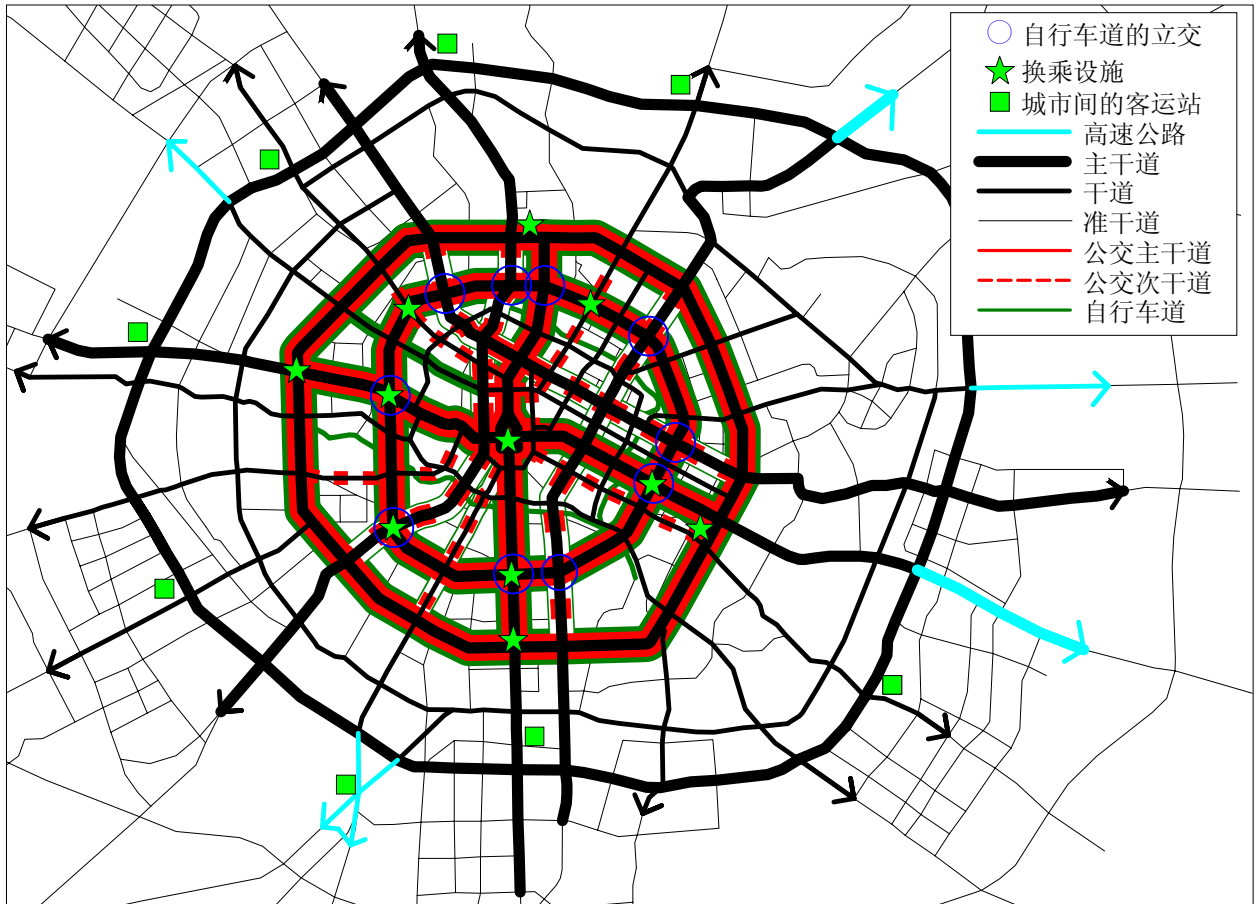 自行车道的立交
换乘设施
城市间的客运站
高速公路
主干道
干道
准干道
公交主干道
公交次干道
自行车道